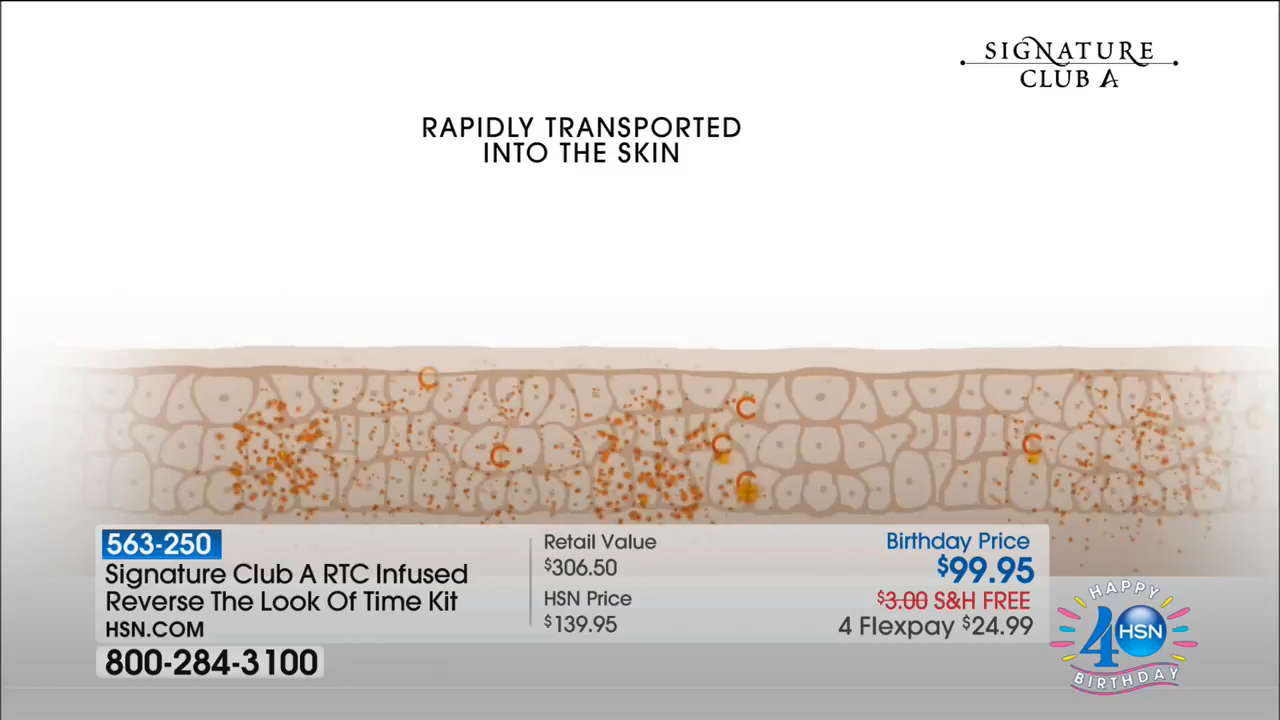 SIGNATURE
CLUB A
RAPIDLY TRANSPORTED
INTO THE SKIN
C
C
C
C
C
C
563-250
Signature Club A RTC Infused
Reverse The Look Of Time Kit
HSN.COM
800-284-3100
Retail Value
$306.50
HSN Price
$139.95
Birthday Price
$99.95
$3.00 S&H FREE
4 Flexpay $24.99
HAPPY
40
HSN
BIRTHDAY